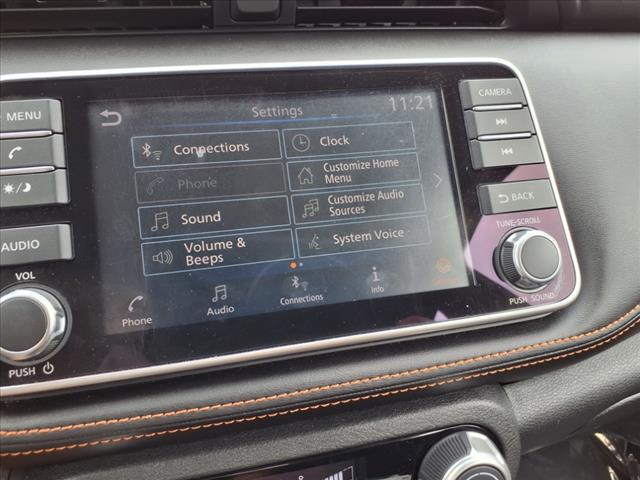 MENU
AUDIO
VOL
PUSH
Settings
11:21
Connections
Phone
Sound
Volume &
Beeps
Clock
Customize Home
Menu
Customize Audio
Sources
System Voice
Phone
Audio
Connections
Info
CAMERA
BACK
TUNE·SCROLL
PUSH SOUND